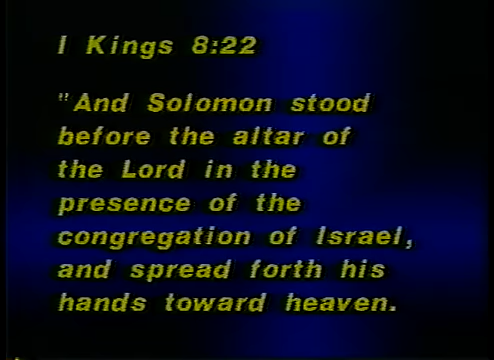 I Kings 8:22
"And Solomon stood
before the altar of
the Lord in the
presence of the
congregation of Israel,
and spread forth his
hands toward heaven.